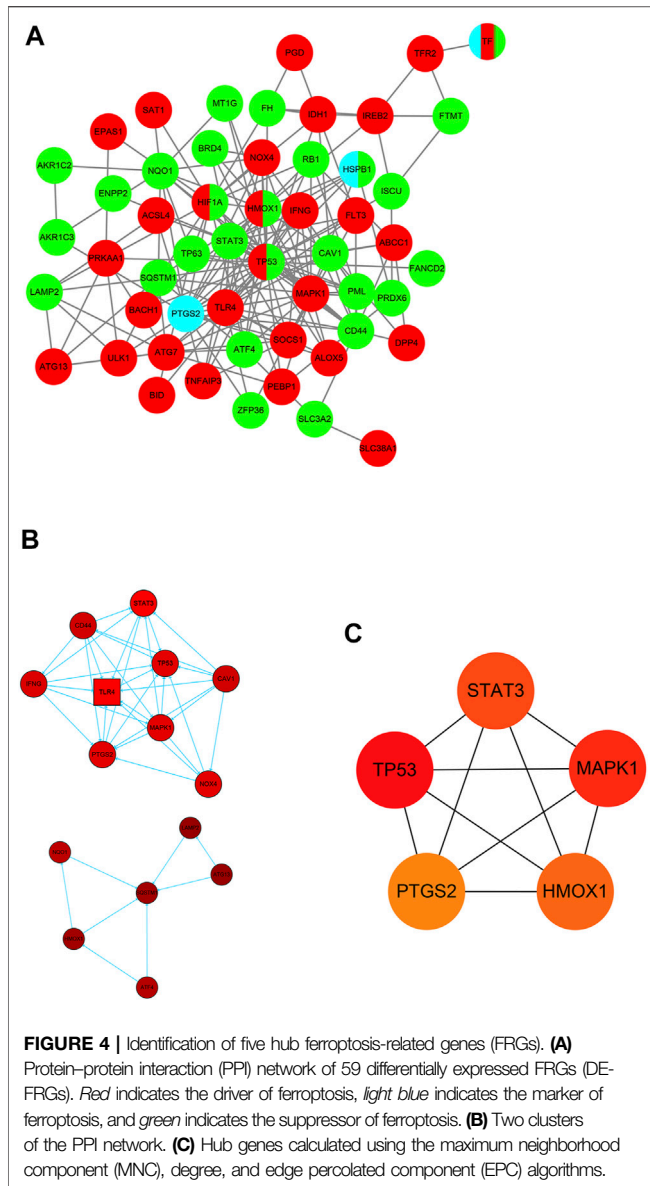 A
PGD
TFR2
TF
SAT1
MT1G
FH
IDH1
IREB2
FTMT
EPAS1
BRD4
NOX4
RB1
HSPB1
AKR1C2
NQO1
ISCU
ENPP2
HIF1A
HMOX1
IFNG
FLT3
ACSL4
STAT3
ABCC1
AKR1C3
TP63
CAV1
PRKAA1
TP53
FANCD2
SQSTM1
LAMP2
MAPK1
PML
PRDX6
BACH1
PTGS2
TLR4
CD44
DPP4
ATG13
ULK1
ATG7
ATF4
SOCS1
ALOX5
BID
TNFAIP3
PEBP1
ZFP36
SLC3A2
SLC38A1
B
STAT3
CD44
TP53
CAV1
IFNG
TLR4
MAPK1
PTGS2
NOX4
C
STAT3
TP53
MAPK1
PTGS2
HMOX1
FIGURE 4 | Identification of five hub ferroptosis-related genes (FRGs). (A)
Protein–protein interaction (PPI) network of 59 differentially expressed FRGs (DE-
FRGs). Red indicates the driver of ferroptosis, light blue indicates the marker of
ferroptosis, and green indicates the suppressor of ferroptosis. (B) Two clusters
of the PPI network. (C) Hub genes calculated using the maximum neighborhood
component (MNC), degree, and edge percolated component (EPC) algorithms.